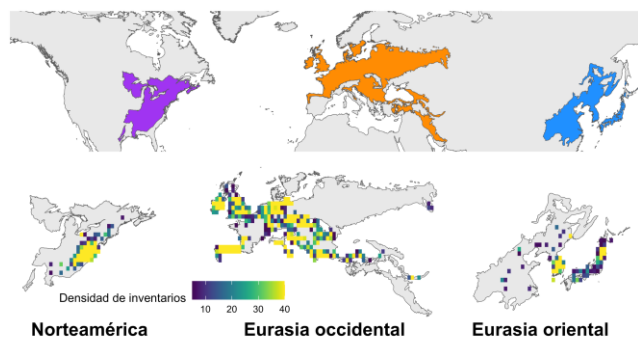 Densidad de inventarios
10 20 30 40
Norteamérica
Eurasia occidental
Eurasia oriental